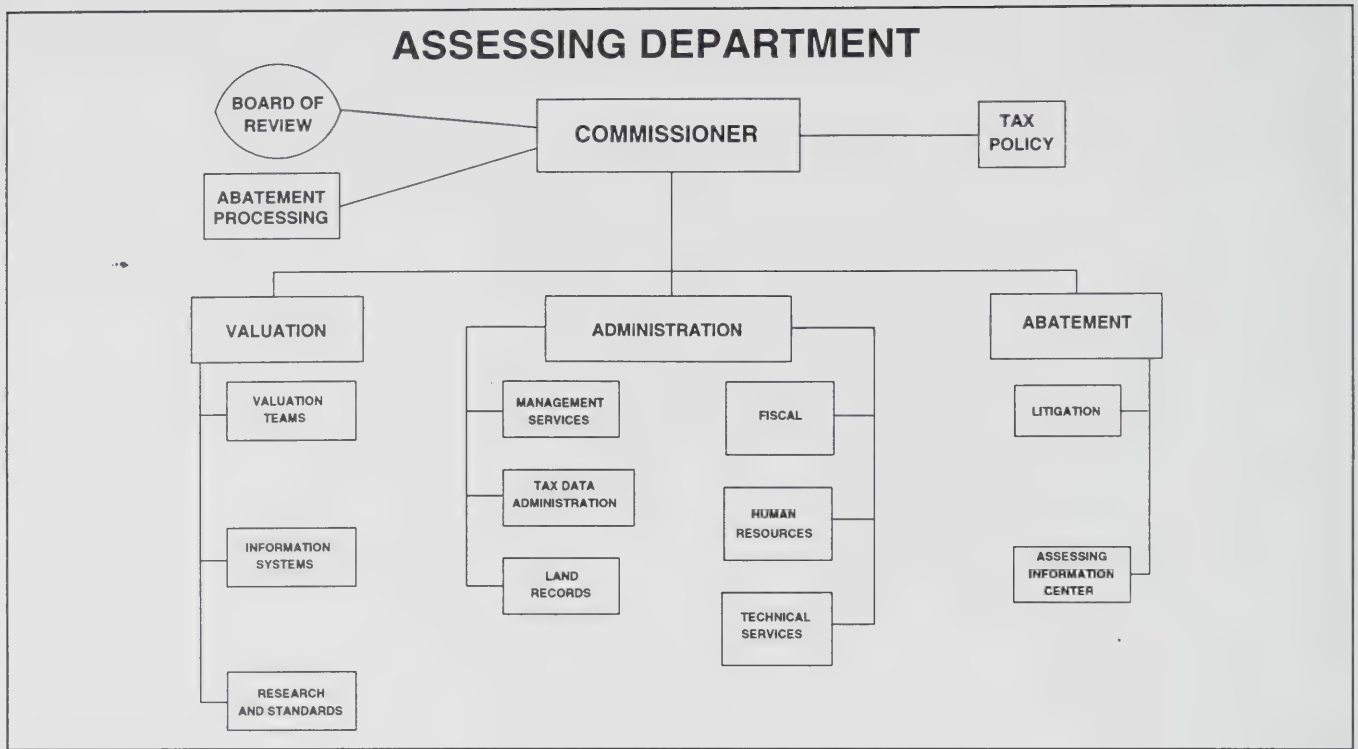 ASSESSING DEPARTMENT
BOARD OF
REVIEW
COMMISSIONER
TAX
POLICY
ABATEMENT
PROCESSING
VALUATION
VALUATION
TEAMS
INFORMATION
SYSTEMS
RESEARCH
AND STANDARDS
ADMINISTRATION
MANAGEMENT
SERVICES
TAX DATA
ADMINISTRATION
LAND
RECORDS
FISCAL
HUMAN
RESOURCES
TECHNICAL
SERVICES
ABATEMENT
LITIGATION
ASSESSING
INFORMATION
CENTER